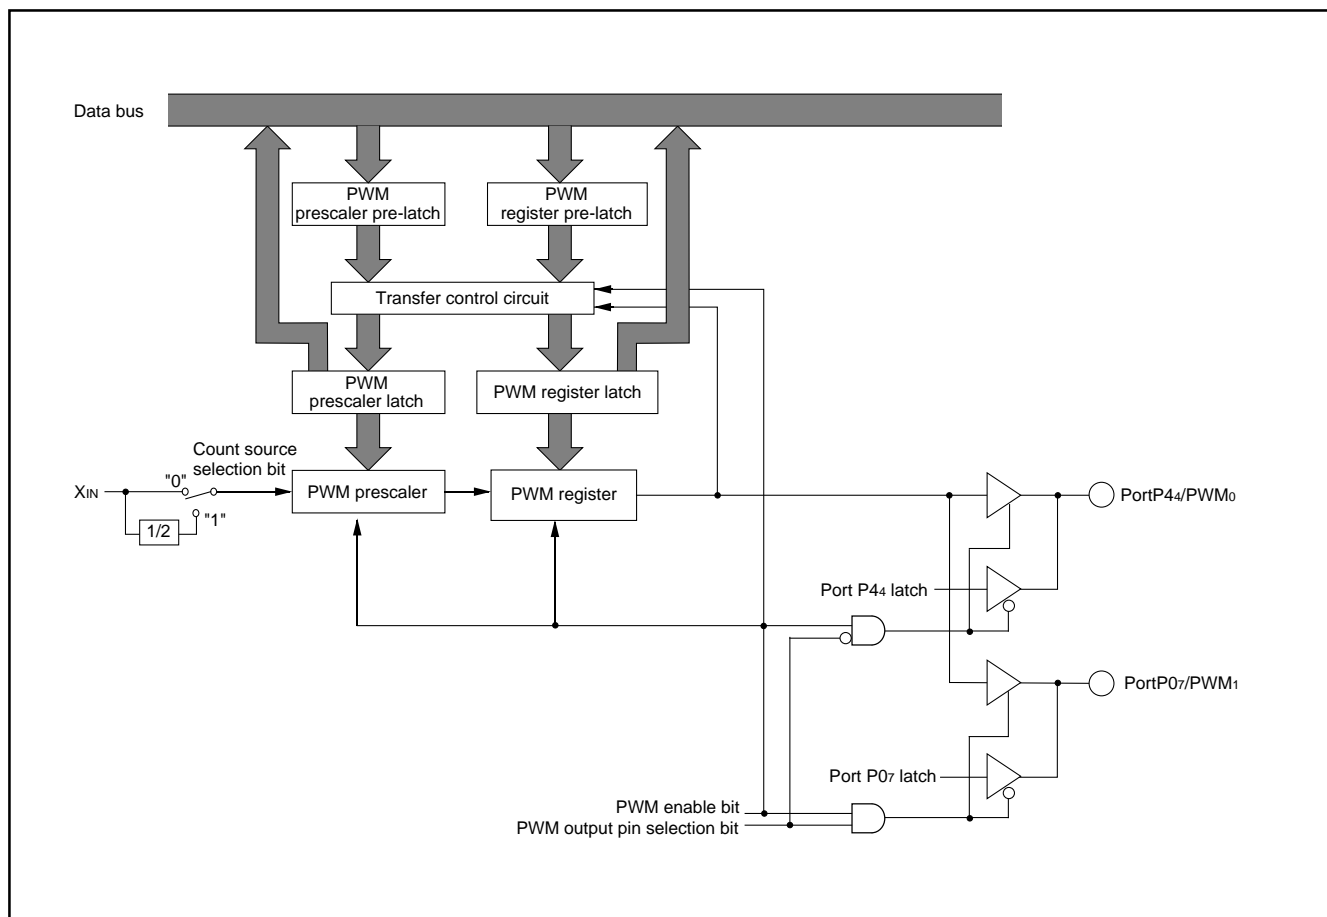 Data bus
PWM
prescaler pre-latch
PWM
register pre-latch
Transfer control circuit
PWM
prescaler latch
PWM register latch
Count source
selection bit
"0"
XIN
PWM prescaler
PWM register
PortP44/PWM0
"1"
1/2
Port P44 latch
PortP07/PWM1
Port P07 latch
PWM enable bit
PWM output pin selection bit